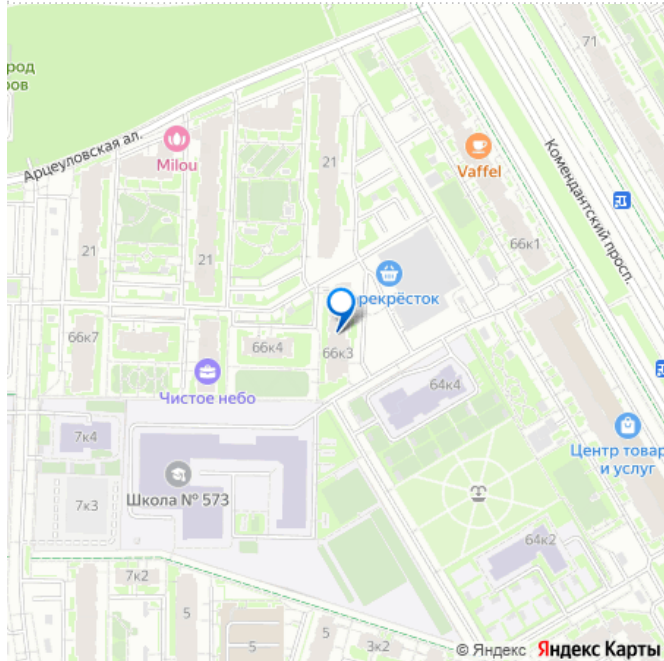 род
ров
71
Арцеуловская ал.
Milou
21
Vaffel
Комендантский просп.
21
21
66к1
рекрёсток
66к7
66к4
66к3
Чистое небо
64к4
7к4
Центр товар
и услуг
Школа № 573
7к3
64к2
7к2
5
5
3к2
5
© Яндекс Яндекс Карты